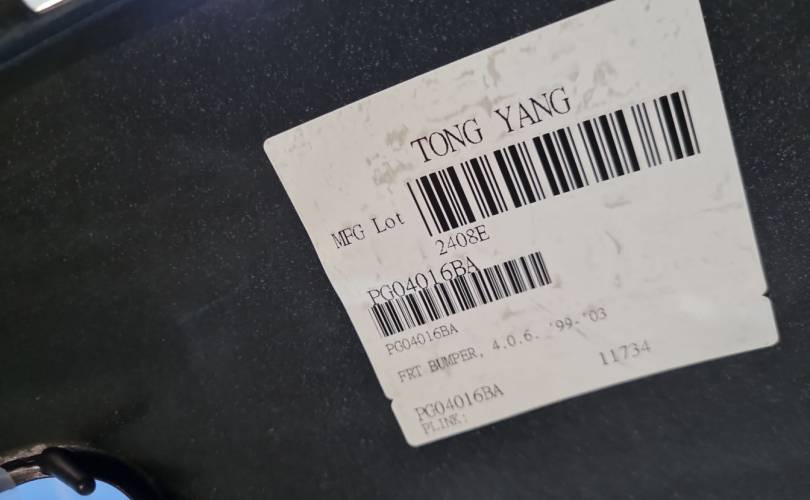 TONG YANG
MFG Lot
2408E
PG04016BA
PG04016BA
FRT BUMPER, 4.0.6. '99-'03
11734
PG04016BA
PLINK: